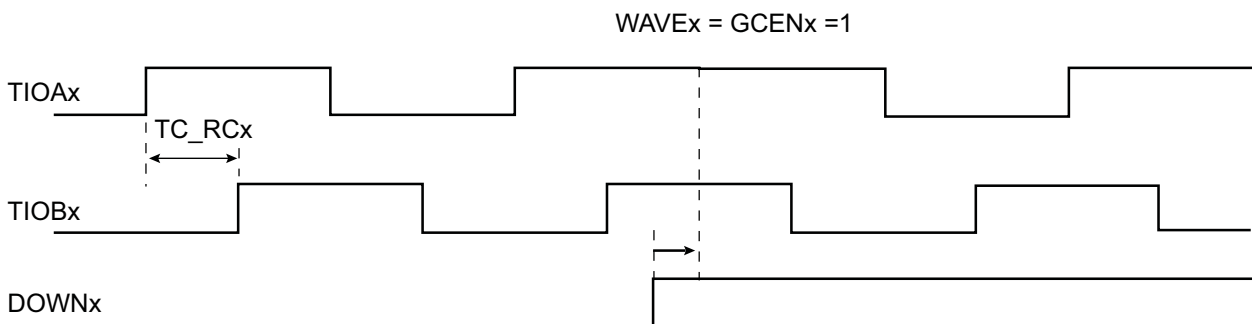 WAVEx = GCENx =1
TIOAx
TC_RCx
TIOBx
DOWNx